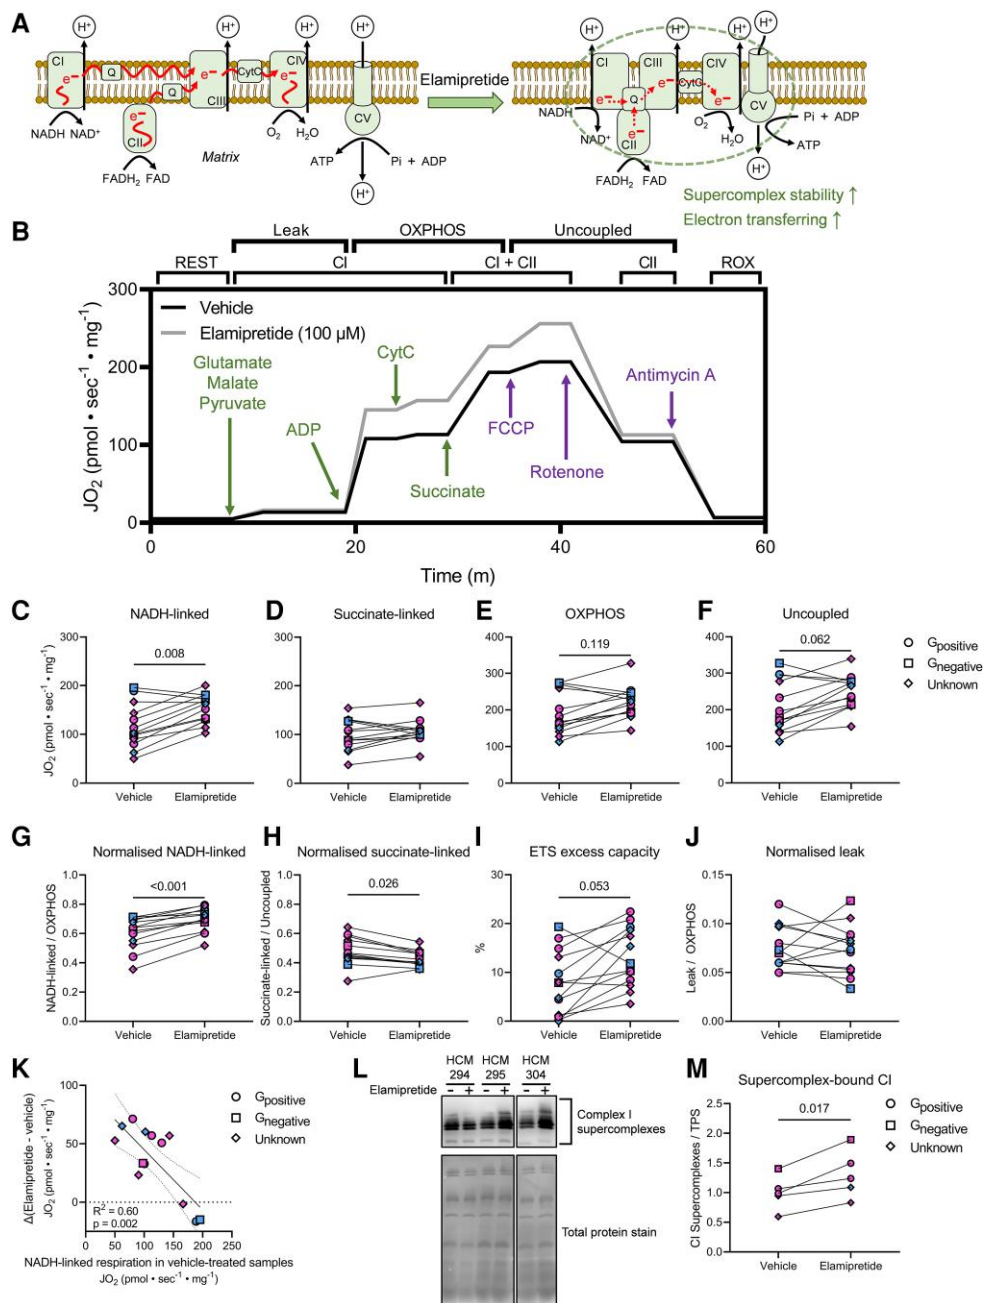 A
H⁺
H⁺
H⁺
H⁺
CI
e⁻
Q
Q
e⁻
CIII
CytC
CIV
e⁻
CV
NADH NAD⁺
e⁻
CII
FADH₂ FAD
Matrix
O₂ H₂O
ATP
Pi + ADP
H⁺
Elamipretide
H⁺
H⁺
H⁺
H⁺
CI
CIII
CIV
e⁻
Q
e⁻
CytC
e⁻
CV
NADH
NAD⁺
e⁻
CII
FADH₂ FAD
O₂
H₂O
Pi + ADP
ATP
H⁺
Supercomplex stability ↑
Electron transferring ↑
B
Leak OXPHOS Uncoupled
REST CI CI + CII CII ROX
JO₂ (pmol • sec⁻¹ • mg⁻¹)
300
200
100
0
Vehicle
Elamipretide (100 µM)
Glutamate
Malate
Pyruvate
ADP
CytC
Succinate
FCCP
Rotenone
Antimycin A
0 20 40 60
Time (m)
C
NADH-linked
JO₂ (pmol • sec⁻¹ • mg⁻¹)
300
200
100
0
0.008
Vehicle Elamipretide
D
Succinate-linked
300
200
100
0
Vehicle Elamipretide
E
OXPHOS
400
300
200
100
0
0.119
Vehicle Elamipretide
F
Uncoupled
400
300
200
100
0
0.062
Vehicle Elamipretide
Gpositive
Gnegative
Unknown
G
Normalised NADH-linked
NADH-linked / OXPHOS
1.0
0.8
0.6
0.4
0.2
0.0
<0.001
Vehicle Elamipretide
H
Normalised succinate-linked
Succinate-linked / Uncoupled
1.0
0.8
0.6
0.4
0.2
0.0
0.026
Vehicle Elamipretide
I
ETS excess capacity
%
30
20
10
0
0.053
Vehicle Elamipretide
J
Normalised leak
Leak / OXPHOS
0.15
0.10
0.05
0.00
Vehicle Elamipretide
K
Δ(Elamipretide - vehicle)
JO₂ (pmol • sec⁻¹ • mg⁻¹)
100
50
0
R² = 0.60
p = 0.002
0 50 100 150 200 250
NADH-linked respiration in vehicle-treated samples
JO₂ (pmol • sec⁻¹ • mg⁻¹)
Gpositive
Gnegative
Unknown
L
HCM HCM HCM
294 295 304
Elamipretide − + − + − +
Complex I
supercomplexes
Total protein stain
M
Supercomplex-bound CI
CI Supercomplexes / TPS
2.5
2.0
1.5
1.0
0.5
0.0
0.017
Vehicle Elamipretide
Gpositive
Gnegative
Unknown